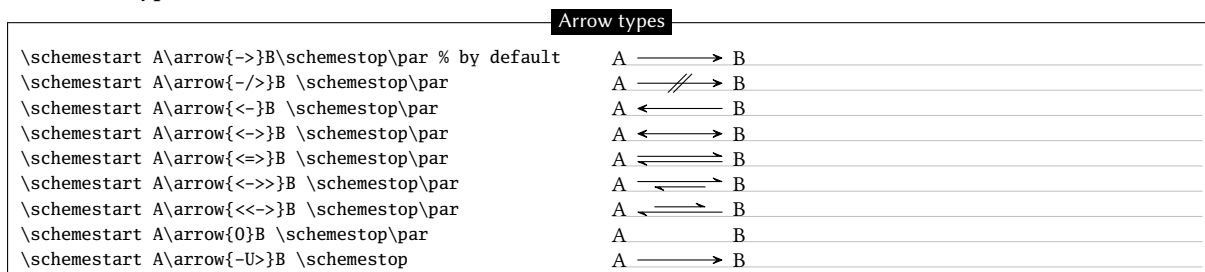 Arrow types
\schemestart A\arrow{->}B\schemestop\par % by default A B
\schemestart A\arrow{-/>}B \schemestop\par A B
\schemestart A\arrow{<-}B \schemestop\par A B
\schemestart A\arrow{<->}B \schemestop\par A B
\schemestart A\arrow{<=>}B \schemestop\par A B
\schemestart A\arrow{<->>}B \schemestop\par A B
\schemestart A\arrow{<<->}B \schemestop\par A B
\schemestart A\arrow{0}B \schemestop\par A B
\schemestart A\arrow{-U>}B \schemestop A B